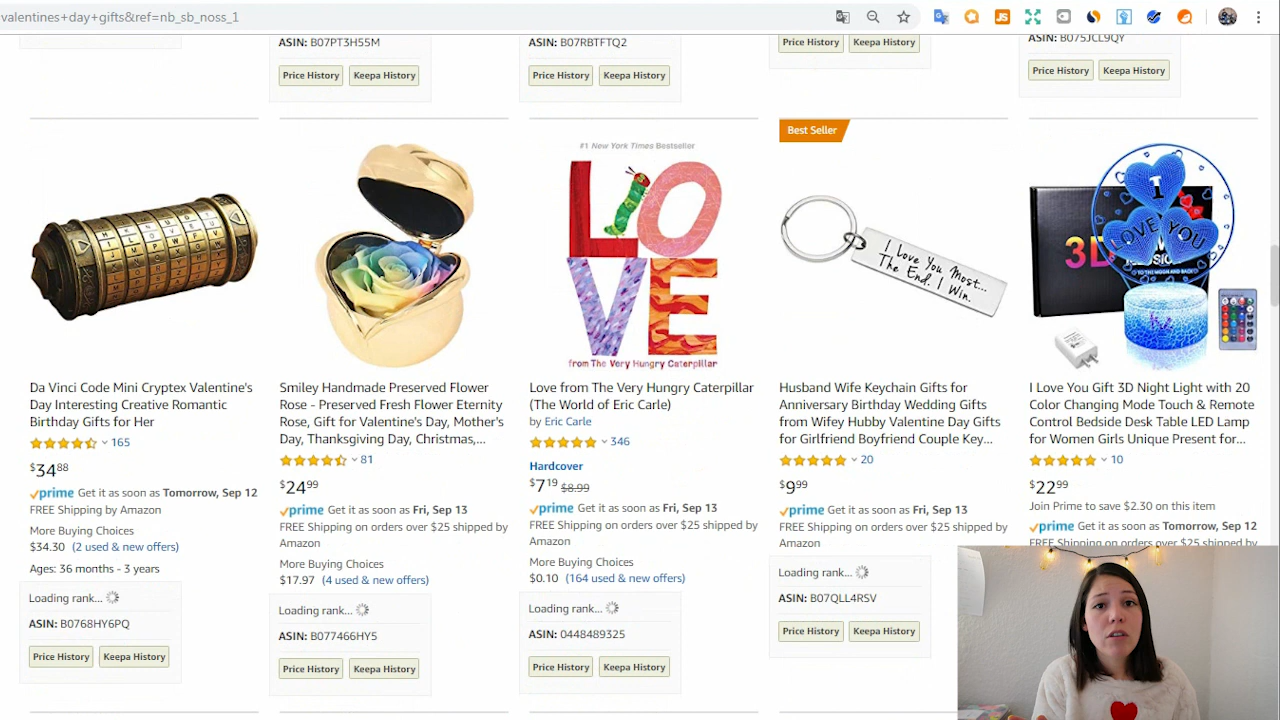 valentines+day+gifts&ref=nb_sb_noss_1
ASIN: B07PT3H55M
Price History Keepa History
ASIN: B07RBTFTQ2
Price History Keepa History
Price History Keepa History
ASIN: B075JCL9QY
Price History Keepa History
Da Vinci Code Mini Cryptex Valentine's
Day Interesting Creative Romantic
Birthday Gifts for Her
165
$34 88
prime Get it as soon as Tomorrow, Sep 12
FREE Shipping by Amazon
More Buying Choices
$34.30 (2 used & new offers)
Ages: 36 months - 3 years
Loading rank...
ASIN: B0768HY6PQ
Price History Keepa History
Smiley Handmade Preserved Flower
Rose - Preserved Fresh Flower Eternity
Rose, Gift for Valentine's Day, Mother's
Day, Thanksgiving Day, Christmas,...
81
$24 99
prime Get it as soon as Fri, Sep 13
FREE Shipping on orders over $25 shipped by
Amazon
More Buying Choices
$17.97 (4 used & new offers)
Loading rank...
ASIN: B077466HY5
Price History Keepa History
#1 New York Times Bestseller
LO
VE
from The Very Hungry Caterpillar
Love from The Very Hungry Caterpillar
(The World of Eric Carle)
by Eric Carle
346
Hardcover
$7 19 $8.99
prime Get it as soon as Fri, Sep 13
FREE Shipping on orders over $25 shipped by
Amazon
More Buying Choices
$0.10 (164 used & new offers)
Loading rank...
ASIN: 0448489325
Price History Keepa History
Best Seller
I Love You Most...
The End. I Win.
Husband Wife Keychain Gifts for
Anniversary Birthday Wedding Gifts
from Wifey Hubby Valentine Day Gifts
for Girlfriend Boyfriend Couple Key...
20
$9 99
prime Get it as soon as Fri, Sep 13
FREE Shipping on orders over $25 shipped by
Amazon
Loading rank...
ASIN: B07QLL4RSV
Price History Keepa History
I
LOVE YOU
3D
TO THE MOON AND BACK
I Love You Gift 3D Night Light with 20
Color Changing Mode Touch & Remote
Control Bedside Desk Table LED Lamp
for Women Girls Unique Present for...
10
$22 99
Join Prime to save $2.30 on this item
prime Get it as soon as Tomorrow, Sep 12
FREE Shipping on orders over $25 shipped by